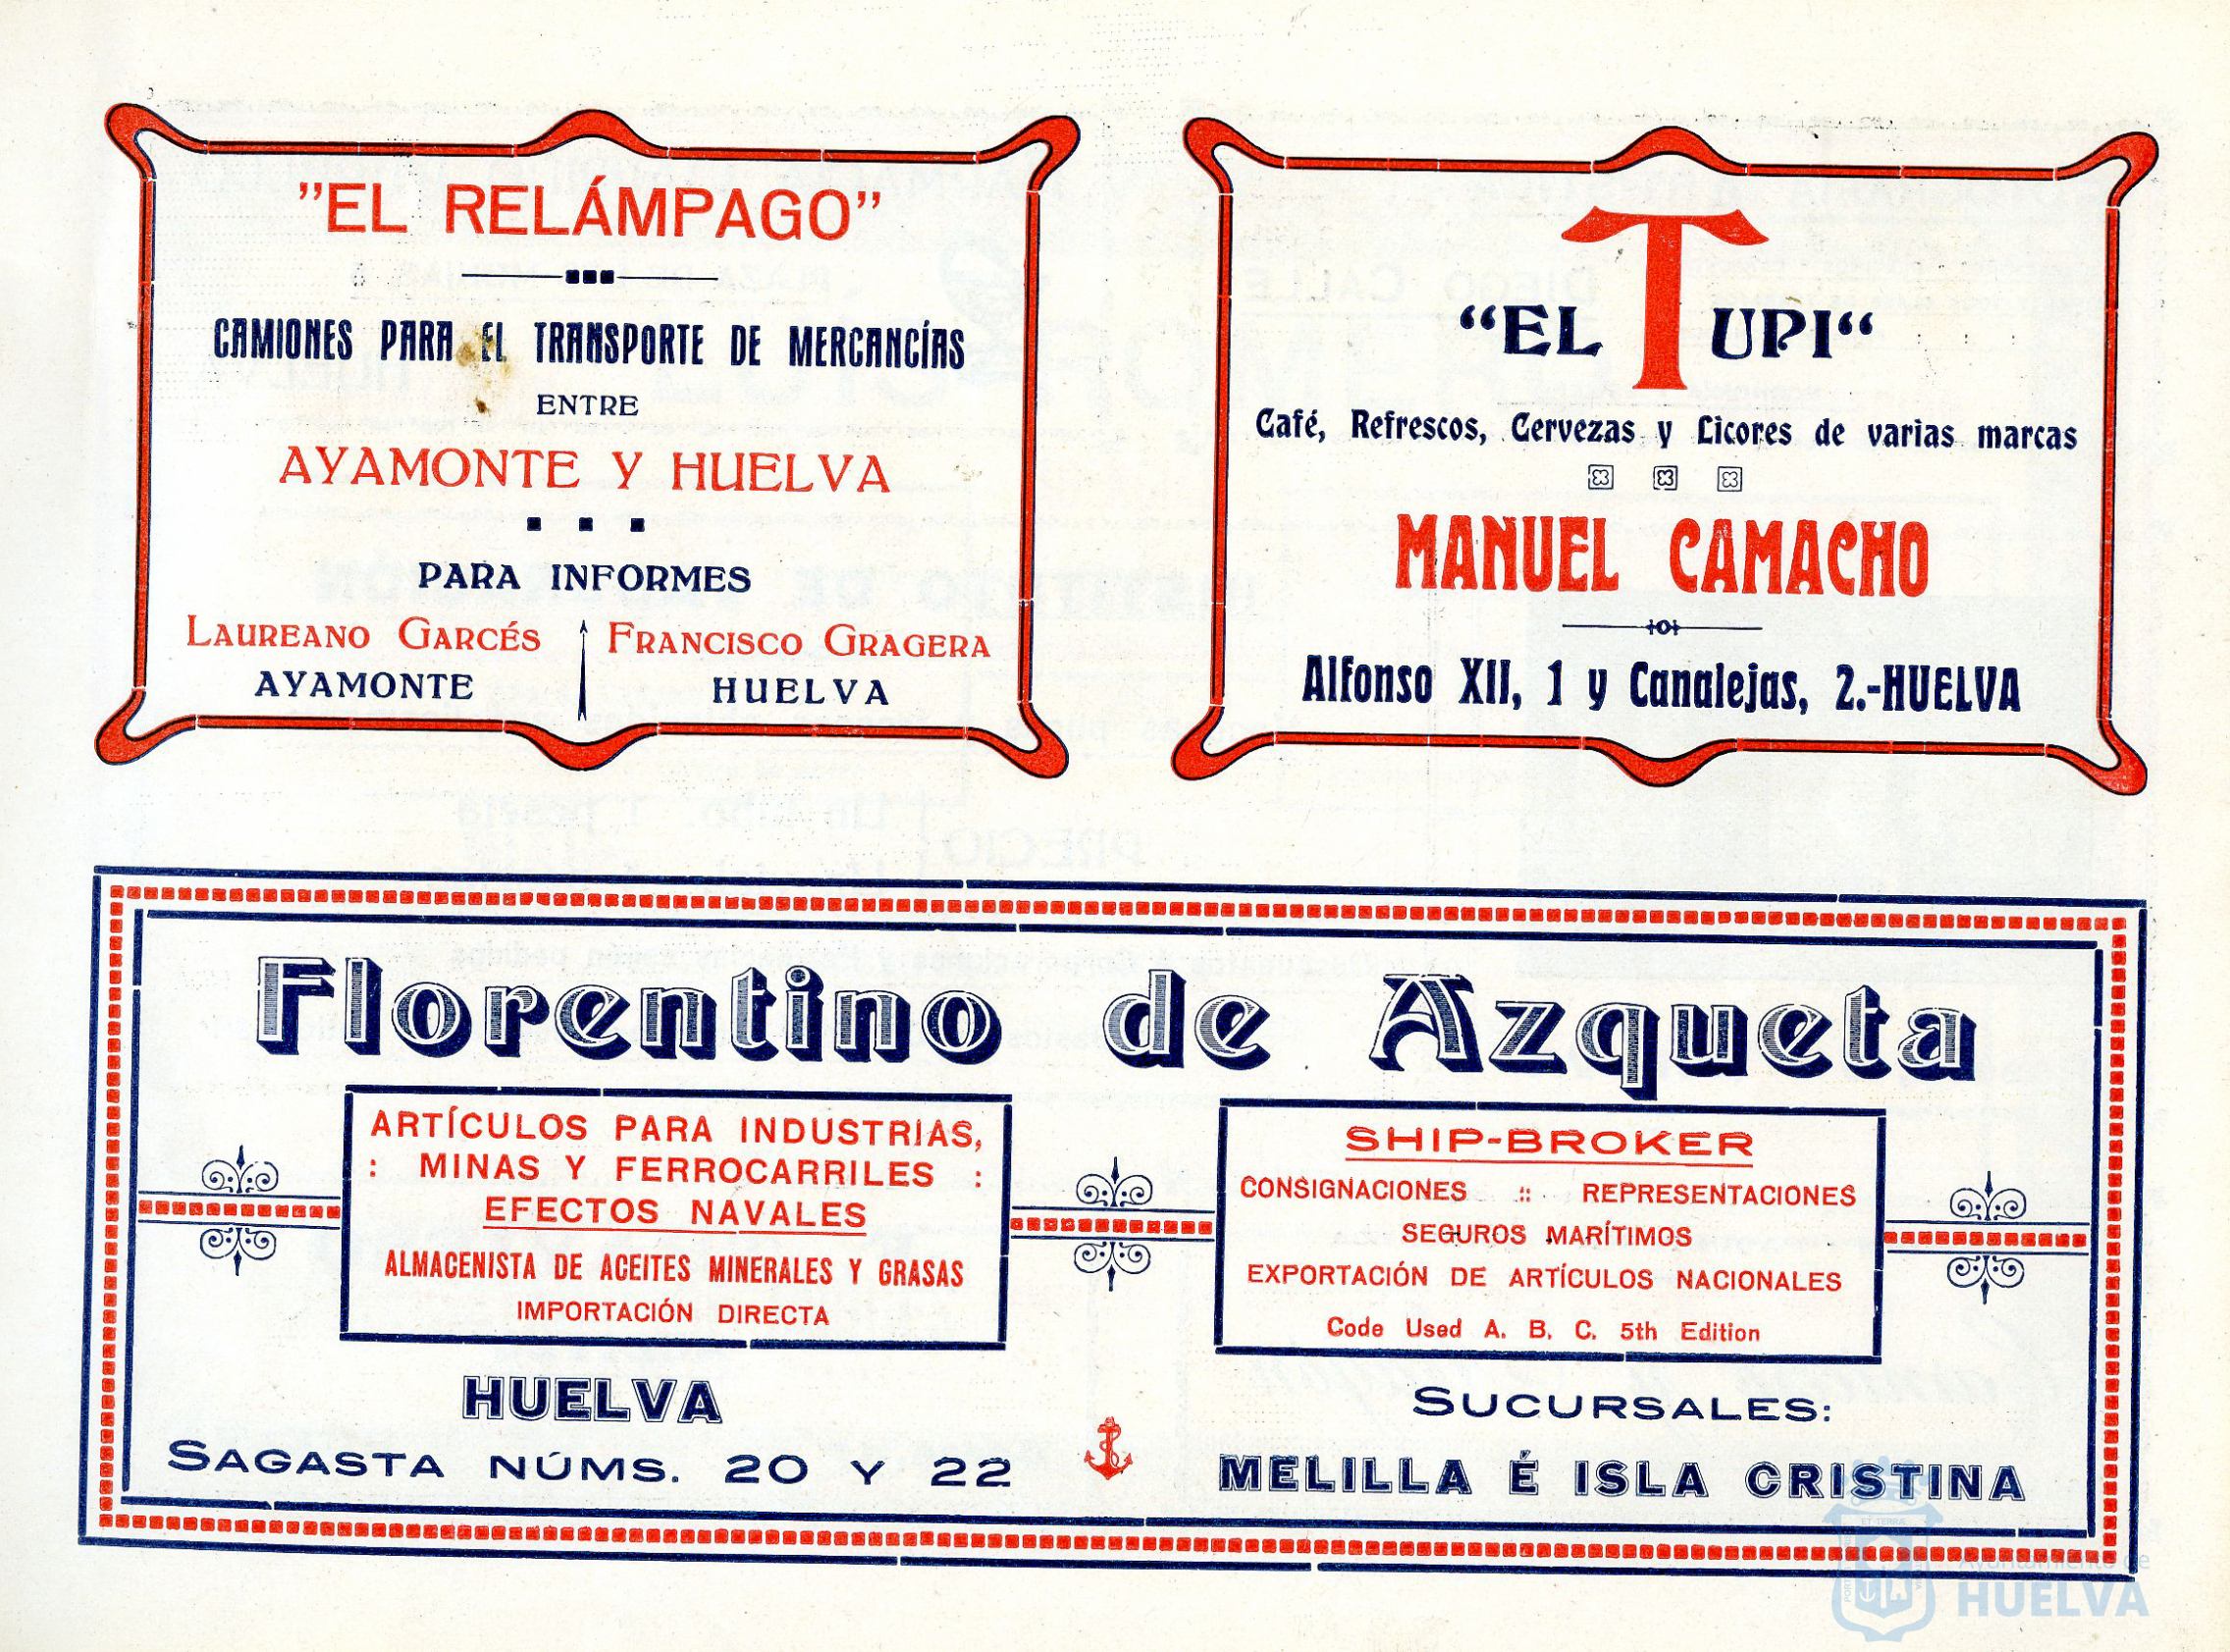 "EL RELÁMPAGO"
CAMIONES PARA EL TRANSPORTE DE MERCANCÍAS
ENTRE
AYAMONTE Y HUELVA
PARA INFORMES
LAUREANO GARCÉS
AYAMONTE
FRANCISCO GRAGERA
HUELVA
“EL TUPI“
Café, Refrescos, Cervezas y Licores de varias marcas
MANUEL CAMACHO
Alfonso XII, 1 y Canalejas, 2.-HUELVA
Florentino de Azqueta
ARTÍCULOS PARA INDUSTRIAS,
: MINAS Y FERROCARRILES :
EFECTOS NAVALES
ALMACENISTA DE ACEITES MINERALES Y GRASAS
IMPORTACIÓN DIRECTA
SHIP-BROKER
CONSIGNACIONES :: REPRESENTACIONES
SEGUROS MARÍTIMOS
EXPORTACIÓN DE ARTÍCULOS NACIONALES
Code Used A. B. C. 5th Edition
HUELVA
SAGASTA NÚMS. 20 Y 22
SUCURSALES:
MELILLA É ISLA CRISTINA
Ayuntamiento de
HUELVA